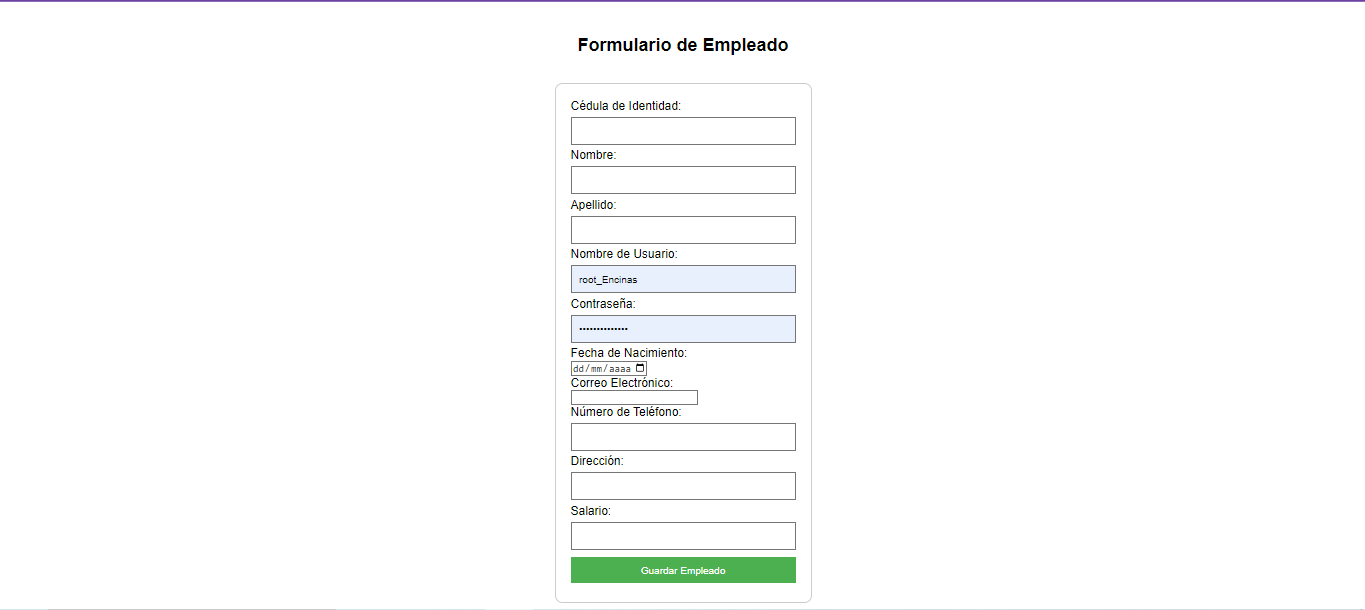 Formulario de Empleado
Cédula de Identidad:
Nombre:
Apellido:
Nombre de Usuario:
root_Encinas
Contraseña:
••••••••••••••
Fecha de Nacimiento:
dd/mm/aaaa
Correo Electrónico:
Número de Teléfono:
Dirección:
Salario:
Guardar Empleado